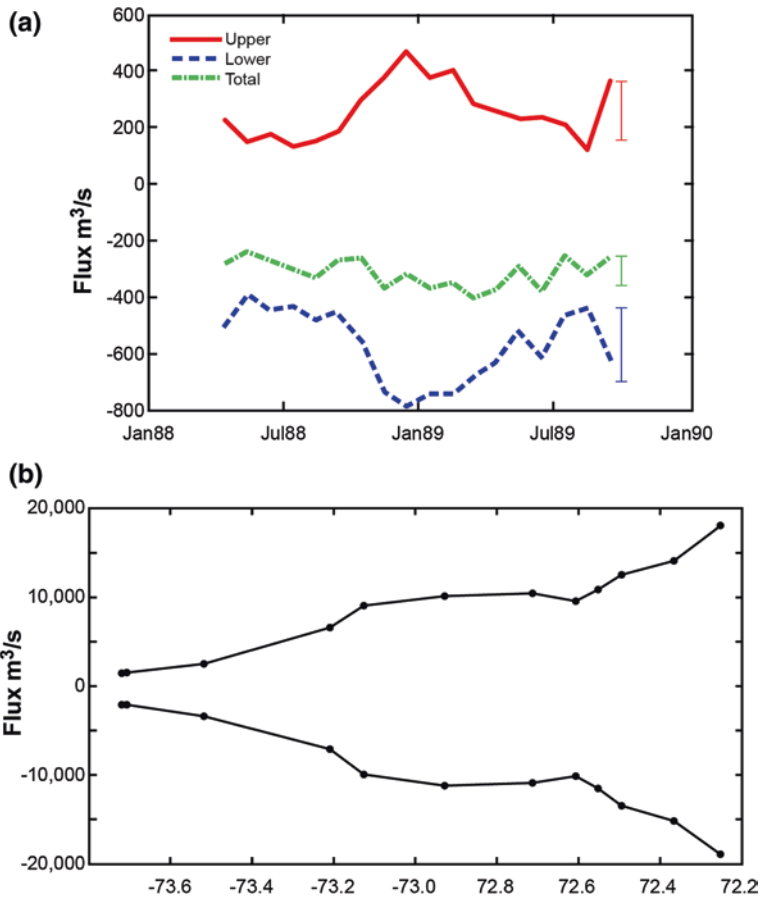 (a)
600
400
200
0
-200
-400
-600
-800
Flux m³/s
Upper
Lower
Total
Jan88 Jul88 Jan89 Jul89 Jan90
(b)
20,000
10,000
0
-10,000
-20,000
Flux m³/s
-73.6 -73.4 -73.2 -73.0 72.8 72.6 72.4 72.2